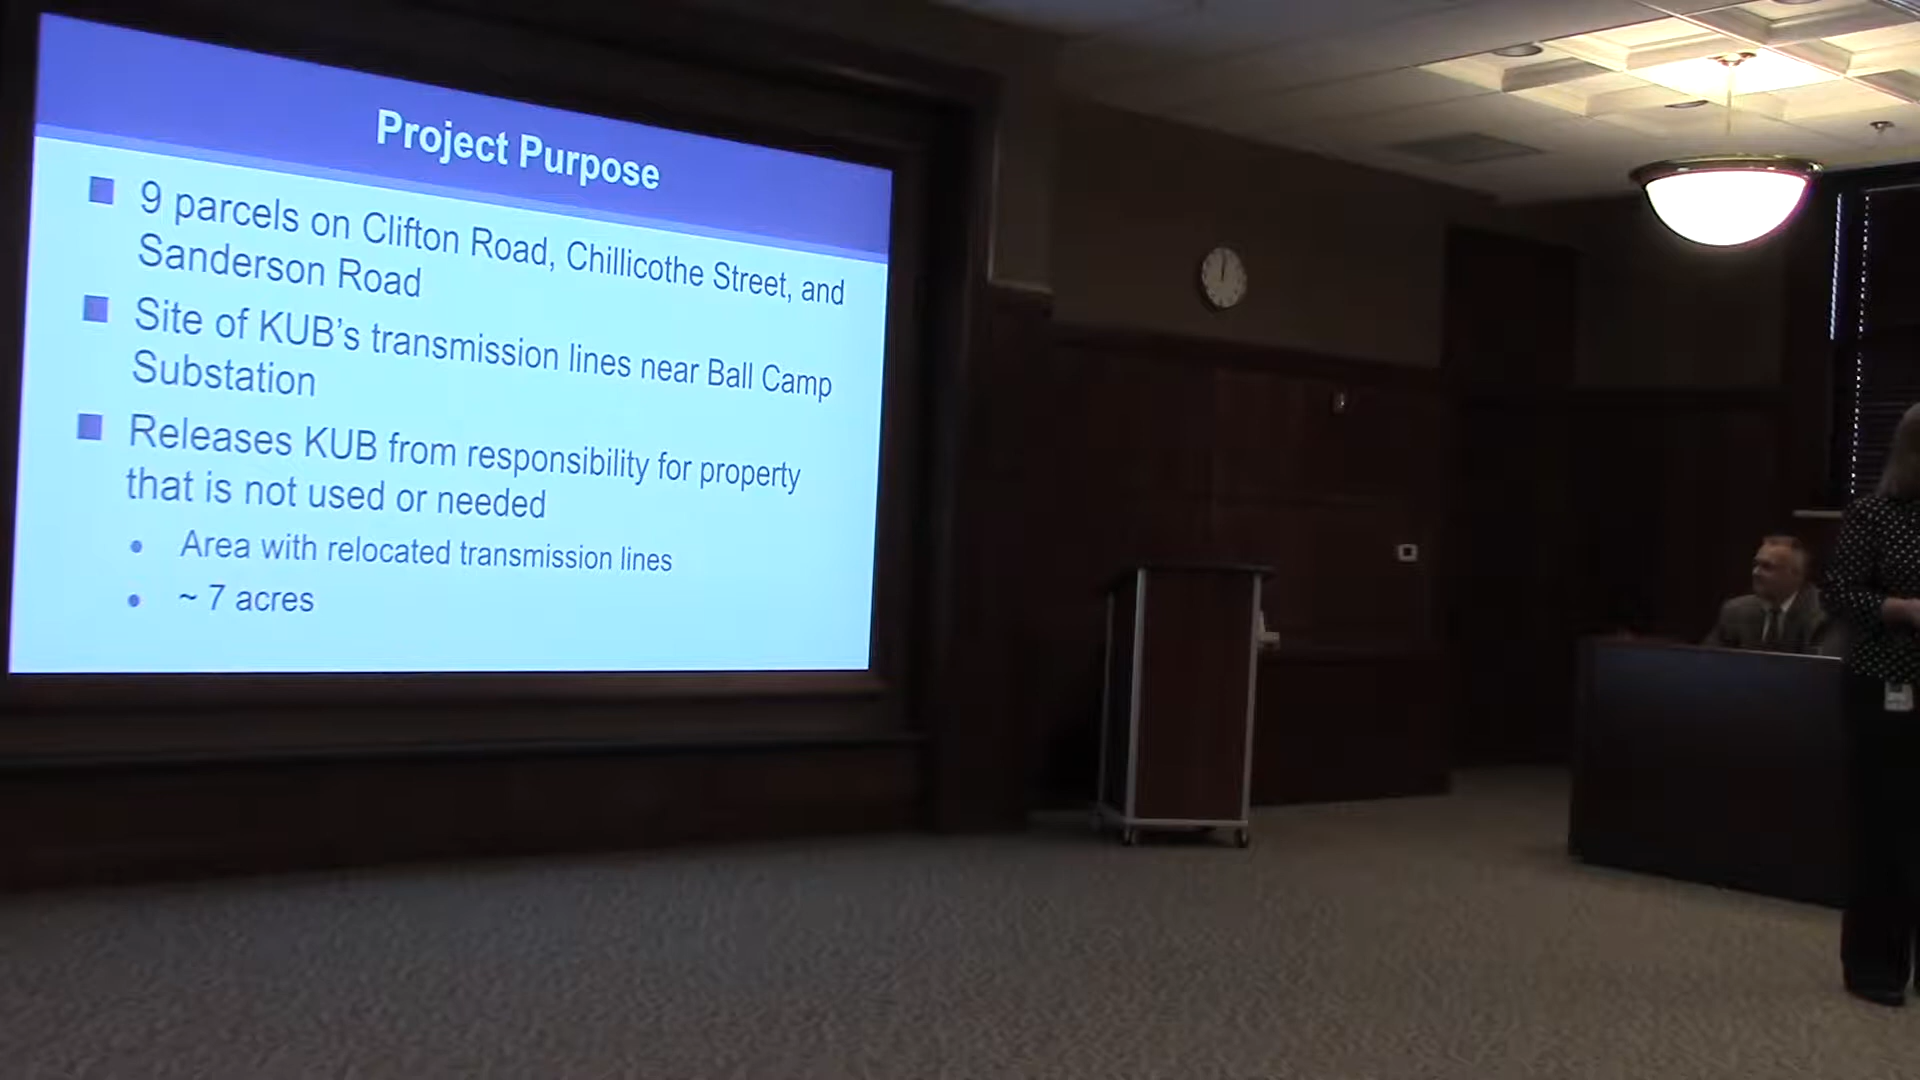 Project Purpose
9 parcels on Clifton Road, Chillicothe Street, and
Sanderson Road
Site of KUB's transmission lines near Ball Camp
Substation
Releases KUB from responsibility for property
that is not used or needed
Area with relocated transmission lines
~ 7 acres